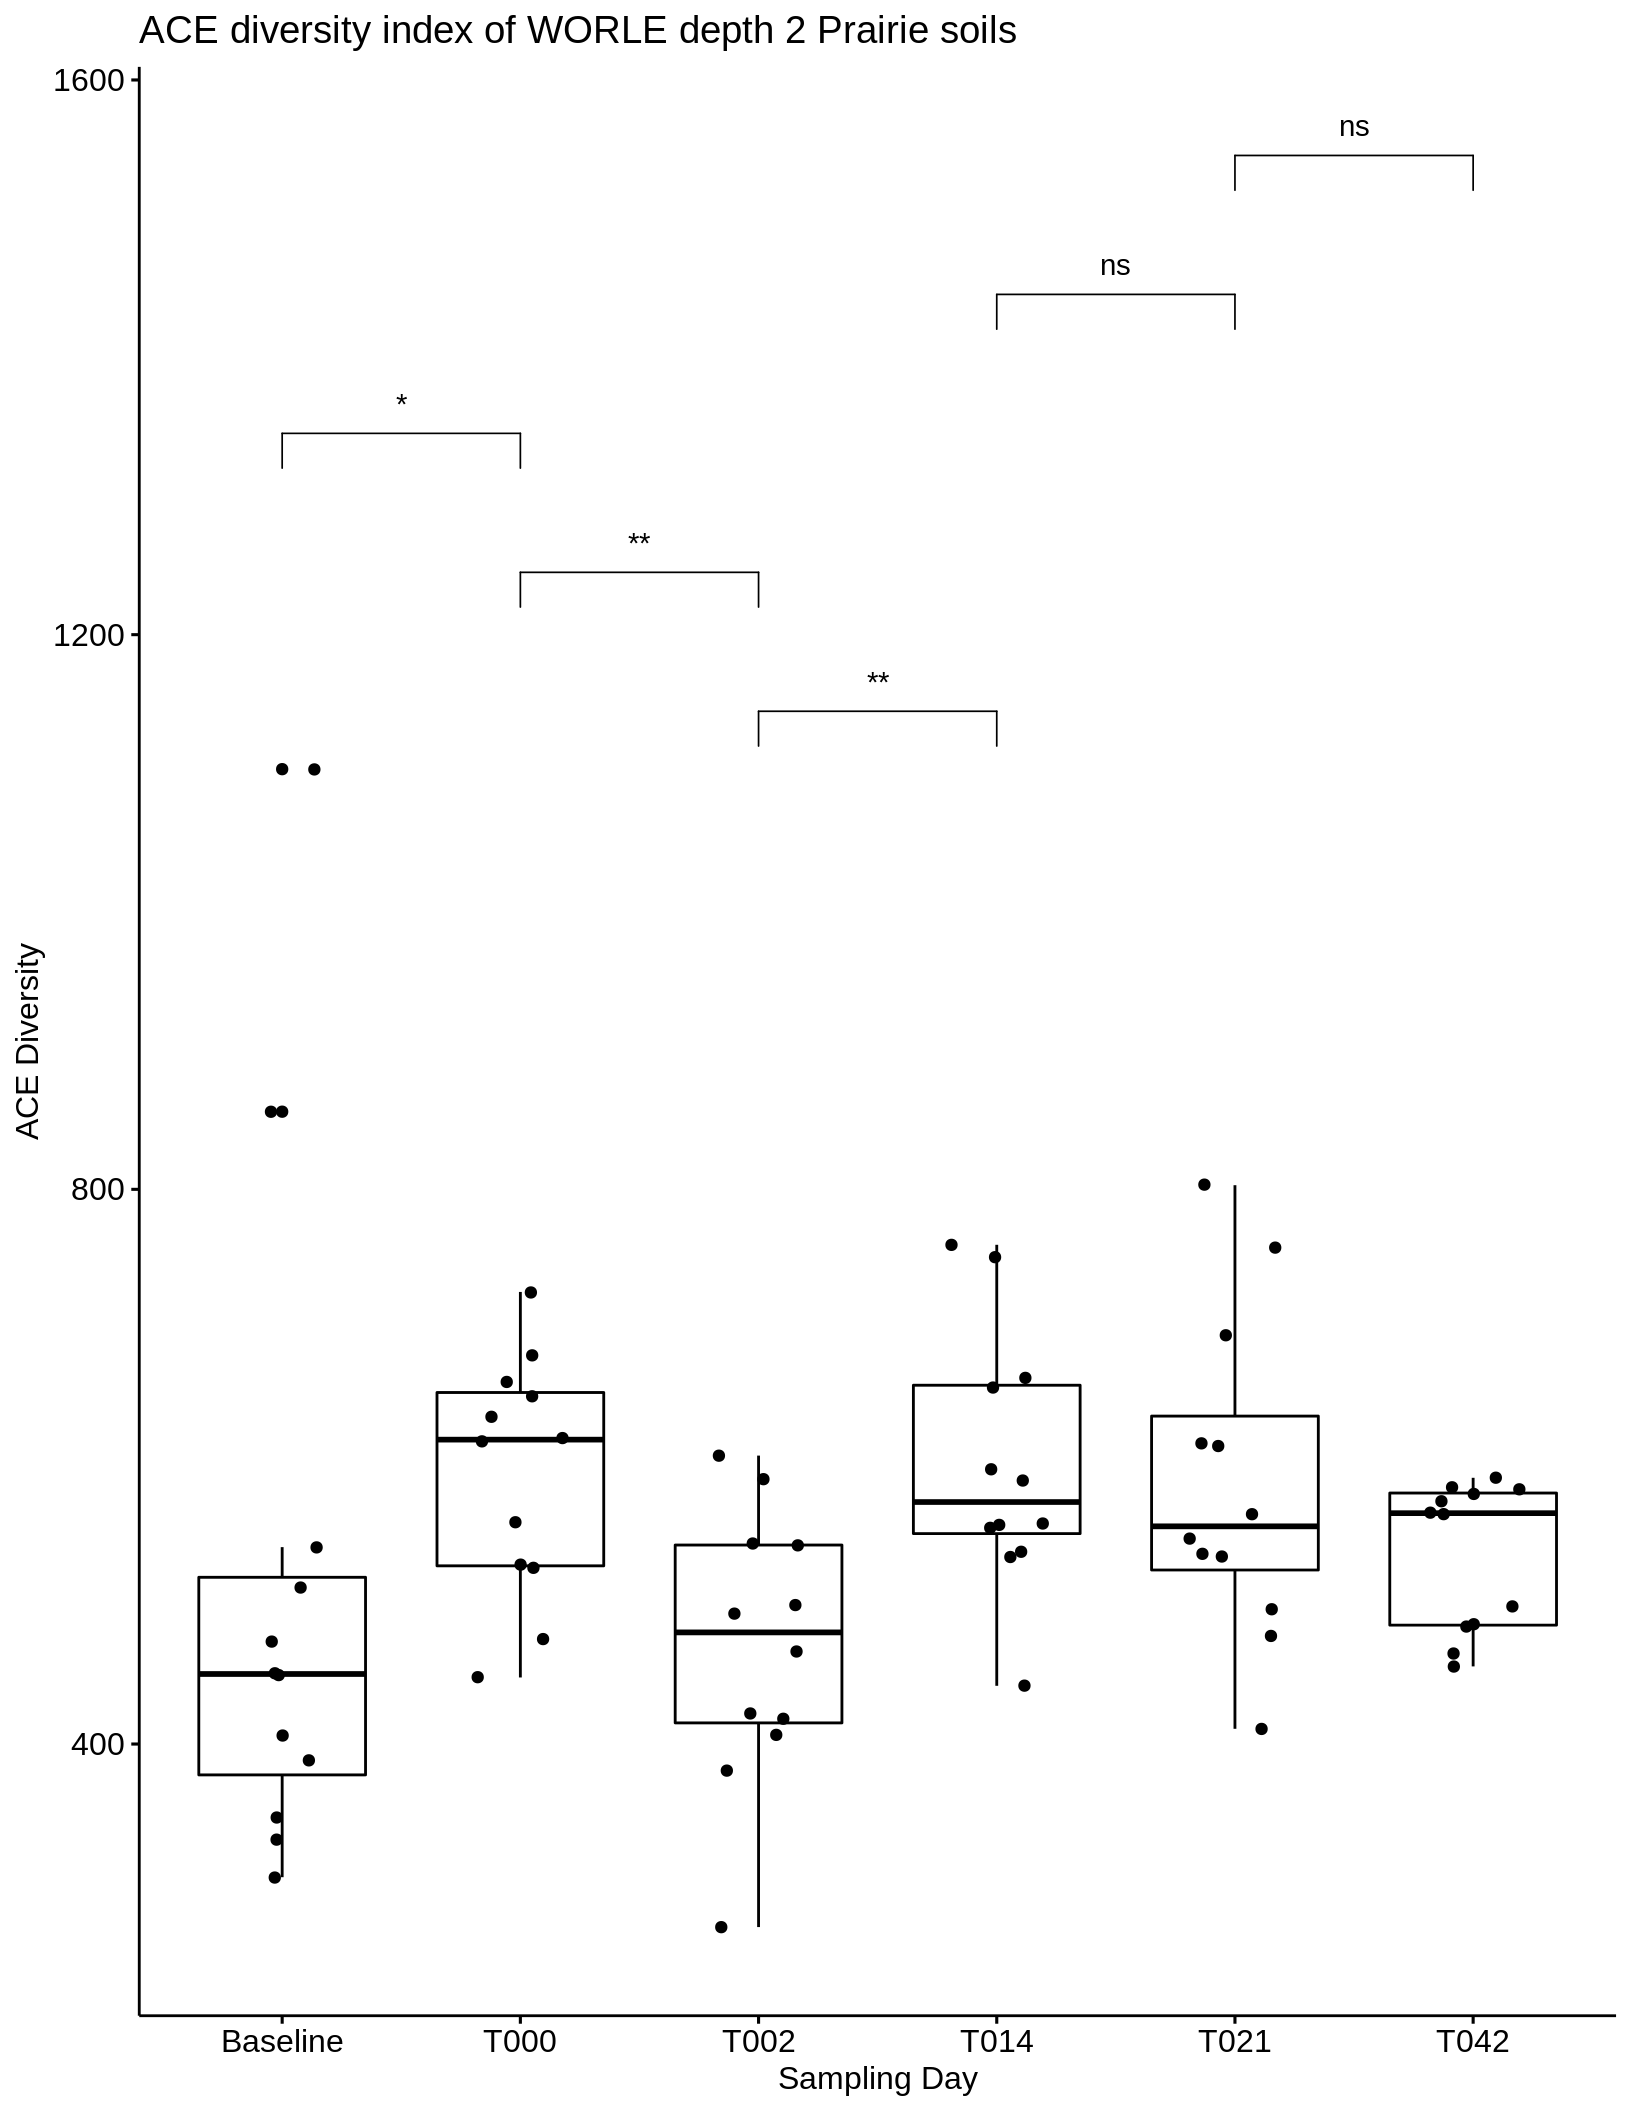 ACE diversity index of WORLE depth 2 Prairie soils
1600
ns
ns
*
**
1200
**
ACE Diversity
800
400
Baseline T000 T002 T014 T021 T042
Sampling Day